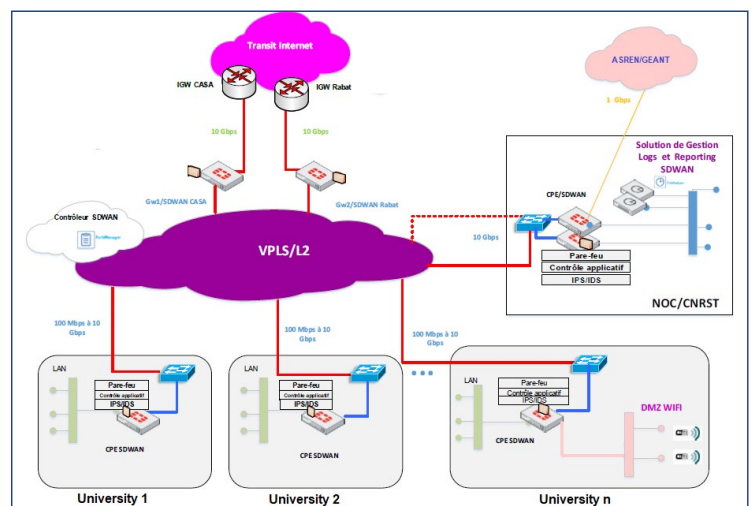 Transit Internet
IGW CASA
IGW Rabat
ASREN/GEANT
10 Gbps
10 Gbps
1 Gbps
Solution de Gestion
Logs et Reporting
SDWAN
CPE/SDWAN
Gw1/SDWAN CASA
Gw2/SDWAN Rabat
Contrôleur SDWAN
FortiManager
VPLS/L2
10 Gbps
Pare-feu
Contrôle applicatif
IPS/IDS
NOC/CNRST
100 Mbps à 10
Gbps
100 Mbps à 10
Gbps
100 Mbps à 10
Gbps
LAN
Pare-feu
Contrôle applicatif
IPS/IDS
CPE SDWAN
University 1
LAN
Pare-feu
Contrôle applicatif
IPS/IDS
CPE SDWAN
University 2
LAN
Pare-feu
Contrôle applicatif
IPS/IDS
CPE SDWAN
DMZ WIFI
WiFi
WiFi
University n